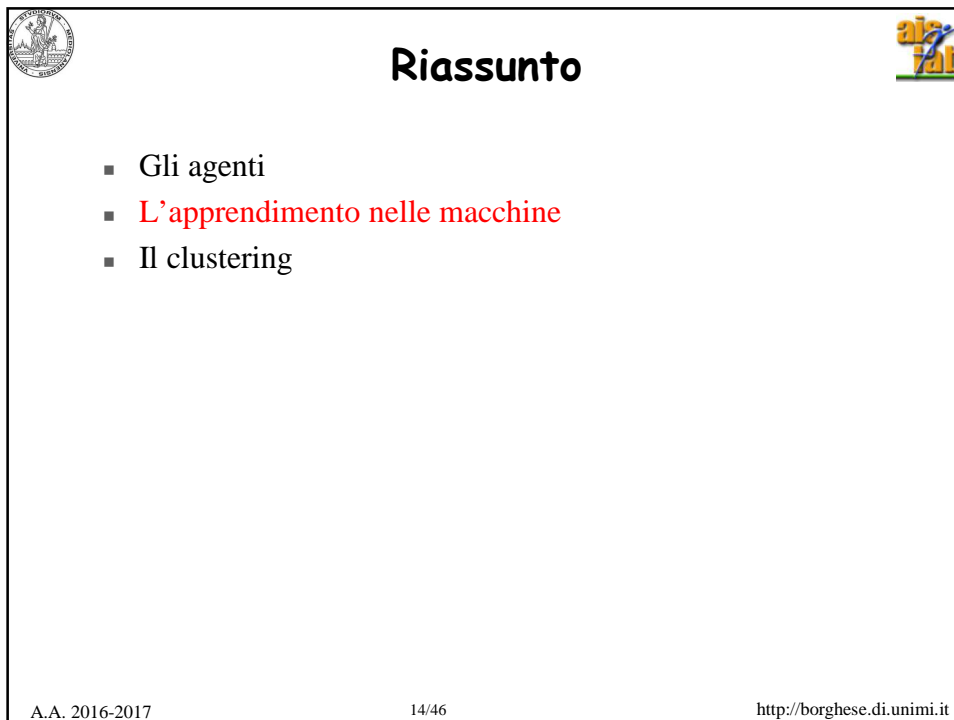 Riassunto
Gli agenti
L'apprendimento nelle macchine
Il clustering
A.A. 2016-2017
14/46
http://borghese.di.unimi.it